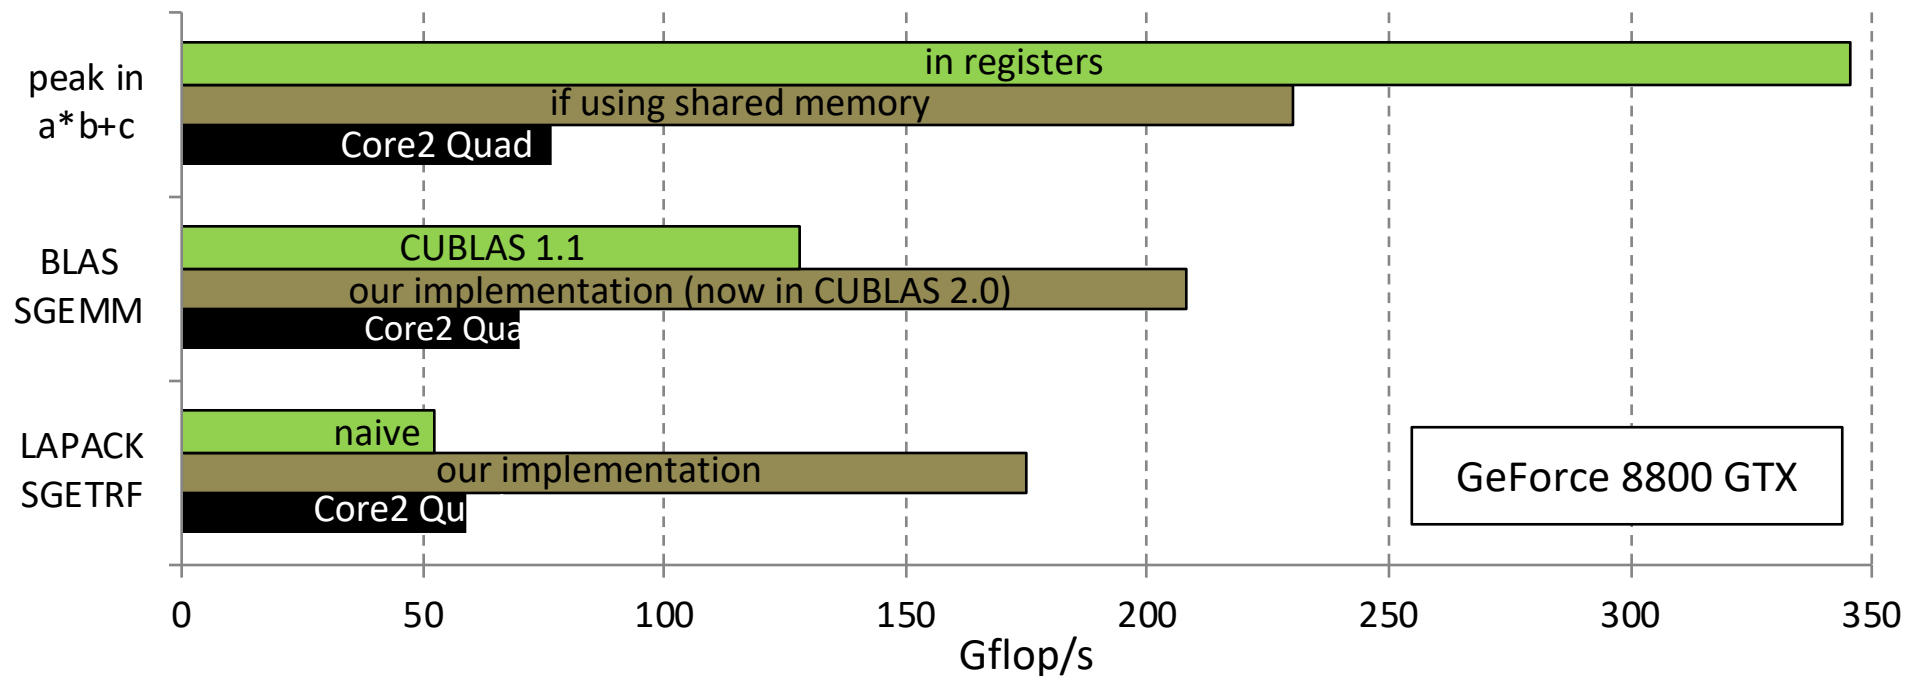 peak in
a*b+c
in registers
if using shared memory
Core2 Quad
BLAS
SGEMM
CUBLAS 1.1
our implementation (now in CUBLAS 2.0)
Core2 Qua
LAPACK
SGETRF
naive
our implementation
Core2 Qu
GeForce 8800 GTX
0 50 100 150 200 250 300 350
Gflop/s